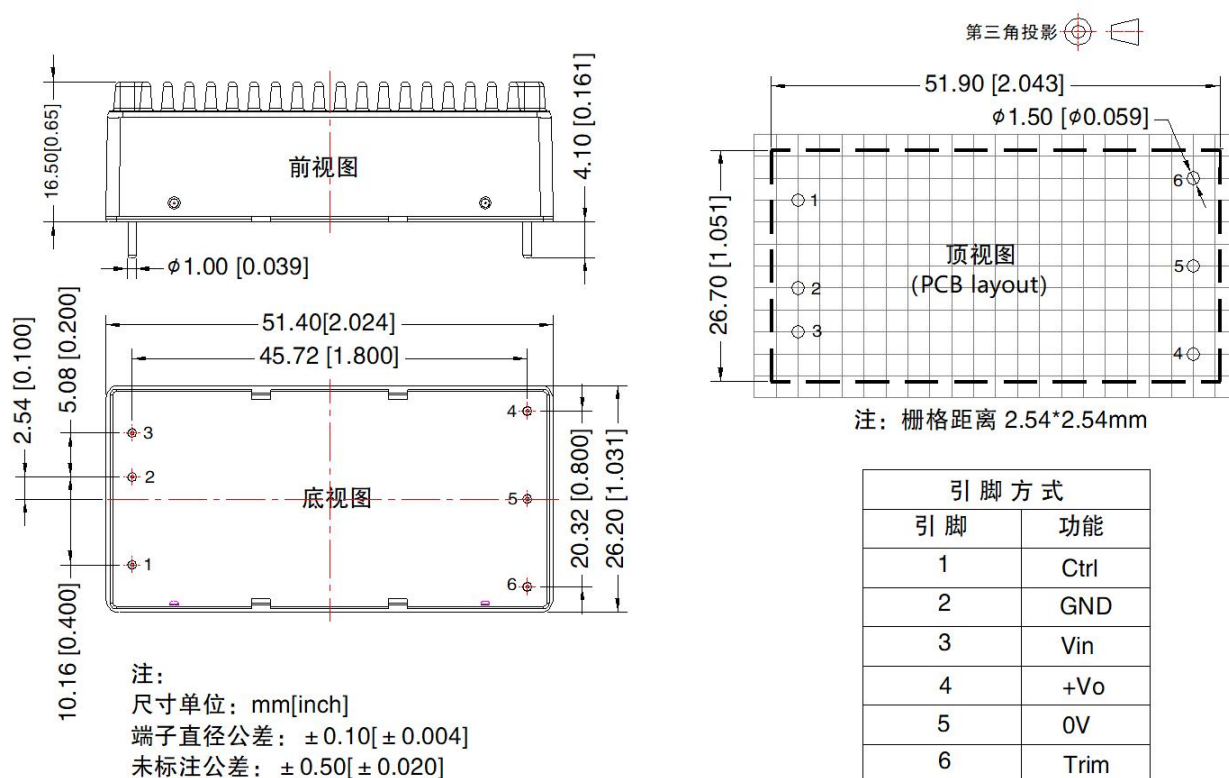 第三角投影
16.50[0.65]
前视图
4.10 [0.161]
φ1.00 [0.039]
51.90 [2.043]
φ1.50 [φ0.059]
26.70 [1.051]
1
2
3
6
5
4
顶视图
(PCB layout)
注：栅格距离 2.54*2.54mm
51.40[2.024]
45.72 [1.800]
2.54 [0.100]
5.08 [0.200]
10.16 [0.400]
3
2
1
底视图
4
5
6
20.32 [0.800]
26.20 [1.031]
注：
尺寸单位：mm[inch]
端子直径公差：±0.10[±0.004]
未标注公差：±0.50[±0.020]
引脚方式
引脚 功能
1 Ctrl
2 GND
3 Vin
4 +Vo
5 0V
6 Trim